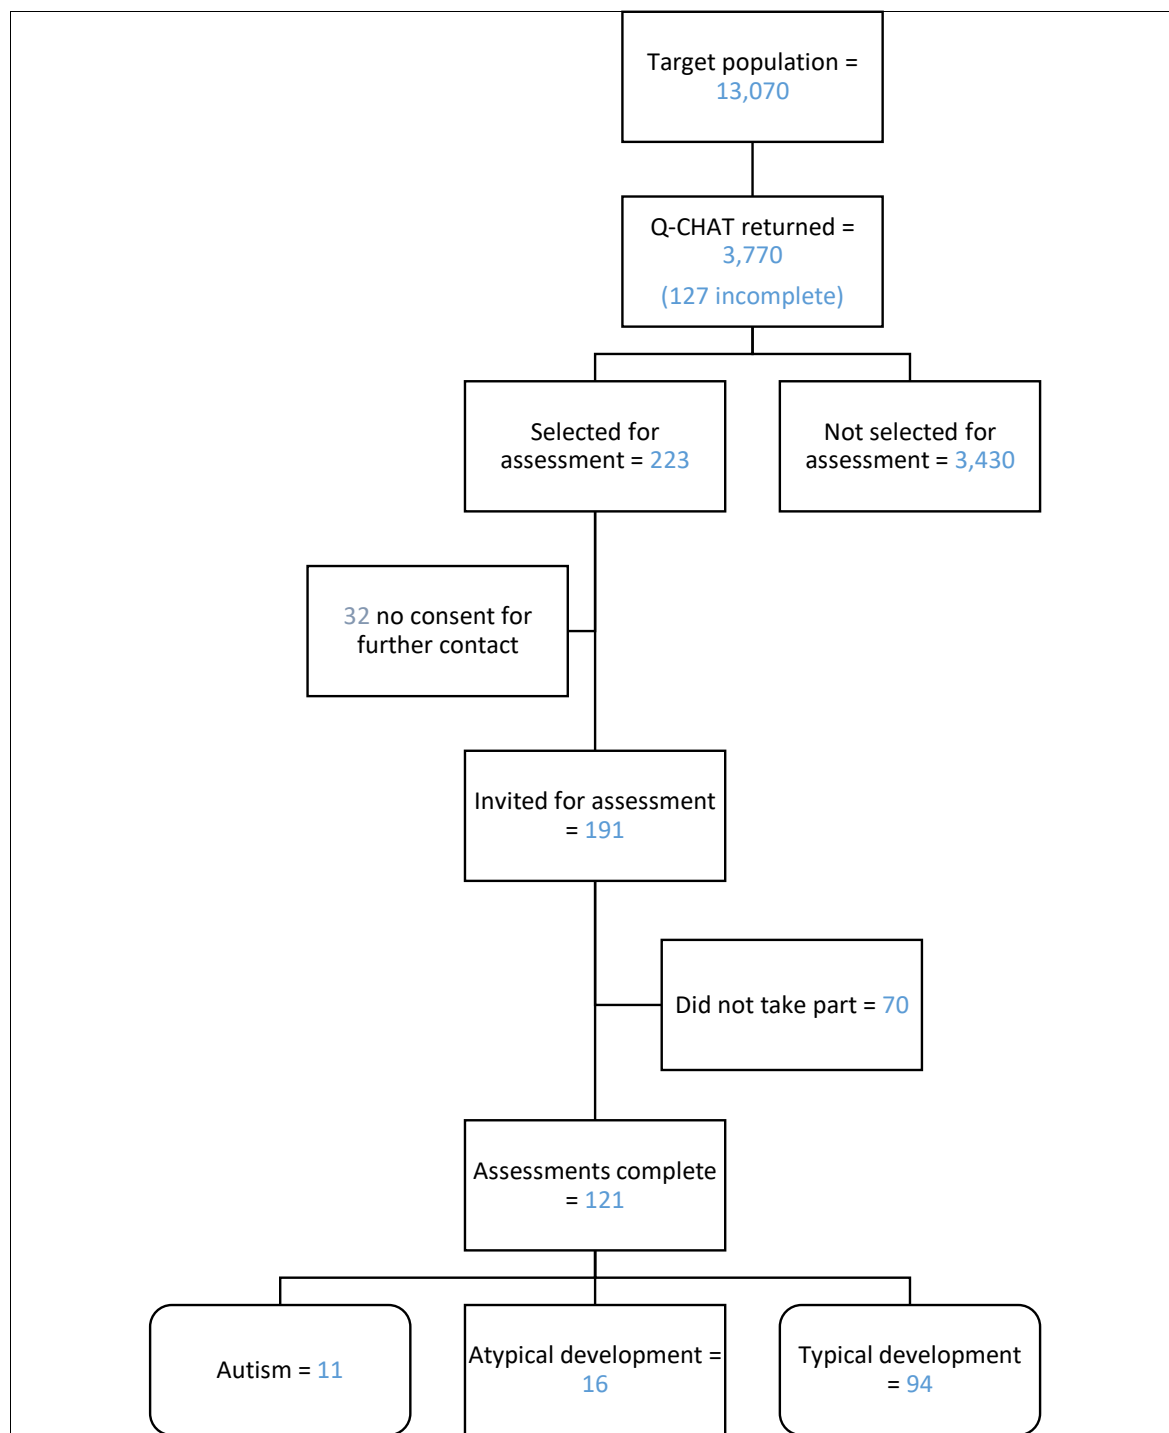 Target population =
13,070
Q-CHAT returned =
3,770
(127 incomplete)
Selected for
assessment = 223
Not selected for
assessment = 3,430
32 no consent for
further contact
Invited for assessment
= 191
Did not take part = 70
Assessments complete
= 121
Autism = 11
Atypical development =
16
Typical development
= 94